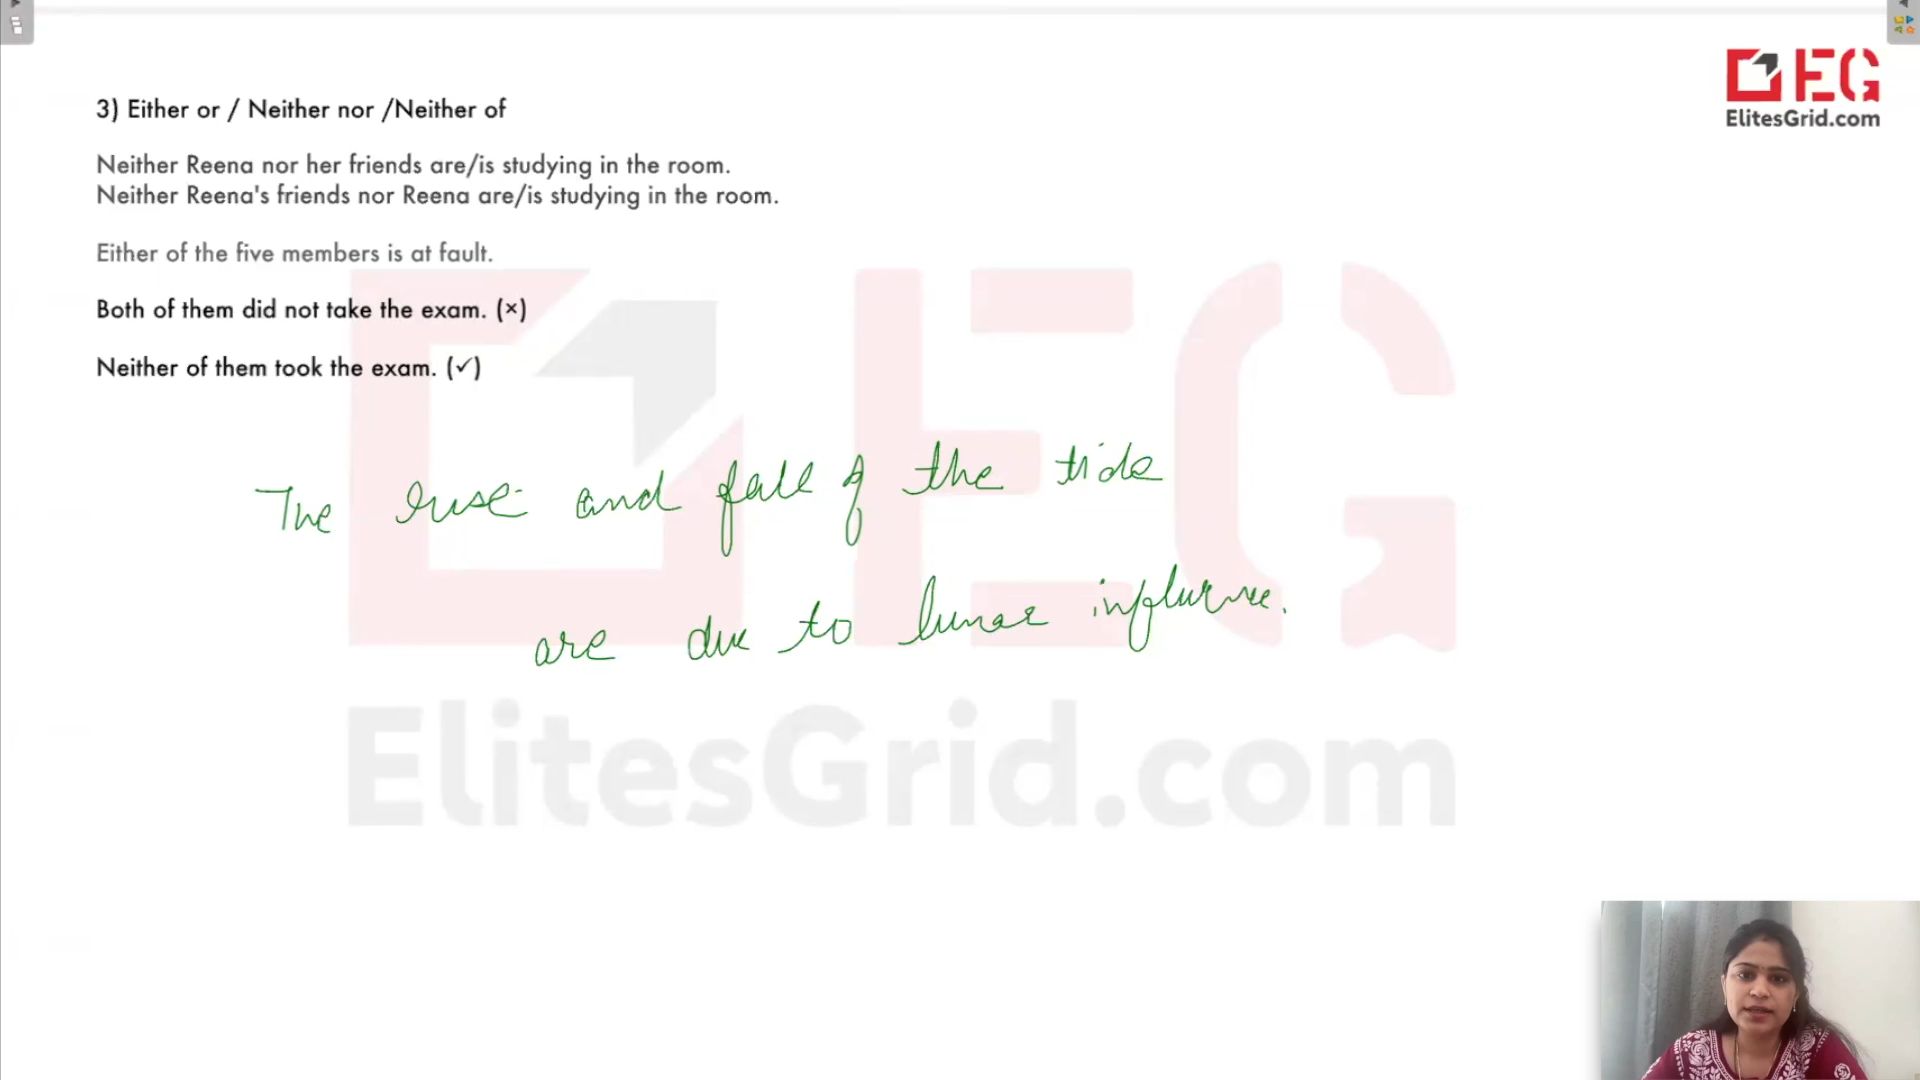 EG
ElitesGrid.com
3) Either or / Neither nor /Neither of
Neither Reena nor her friends are/is studying in the room.
Neither Reena's friends nor Reena are/is studying in the room.
Either of the five members is at fault.
Both of them did not take the exam. (×)
Neither of them took the exam. (✓)
The rise and fall of the tide
are due to lunar influence.
EG
ElitesGrid.com